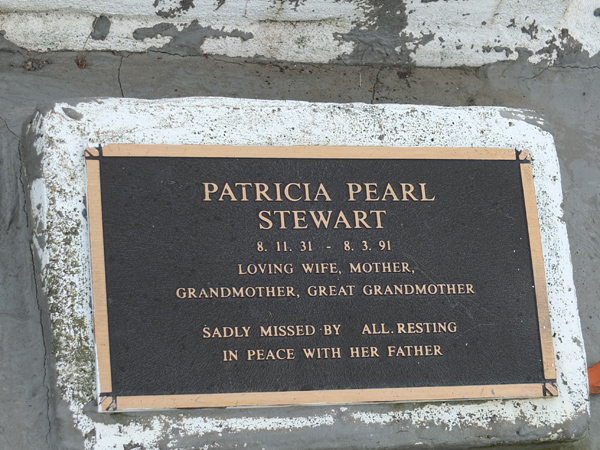 PATRICIA PEARL
STEWART
8. 11. 31 - 8. 3. 91
LOVING WIFE, MOTHER,
GRANDMOTHER, GREAT GRANDMOTHER
SADLY MISSED BY ALL. RESTING
IN PEACE WITH HER FATHER